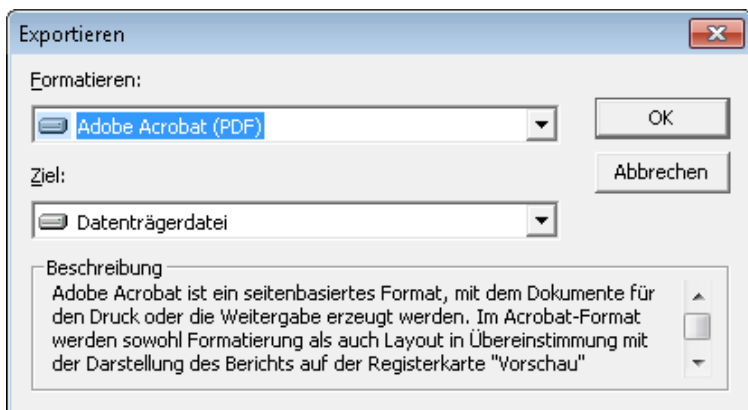 Exportieren
Formatieren:
Adobe Acrobat (PDF)
OK
Ziel:
Abbrechen
Datenträgerdatei
Beschreibung
Adobe Acrobat ist ein seitenbasiertes Format, mit dem Dokumente für
den Druck oder die Weitergabe erzeugt werden. Im Acrobat-Format
werden sowohl Formatierung als auch Layout in Übereinstimmung mit
der Darstellung des Berichts auf der Registerkarte "Vorschau"